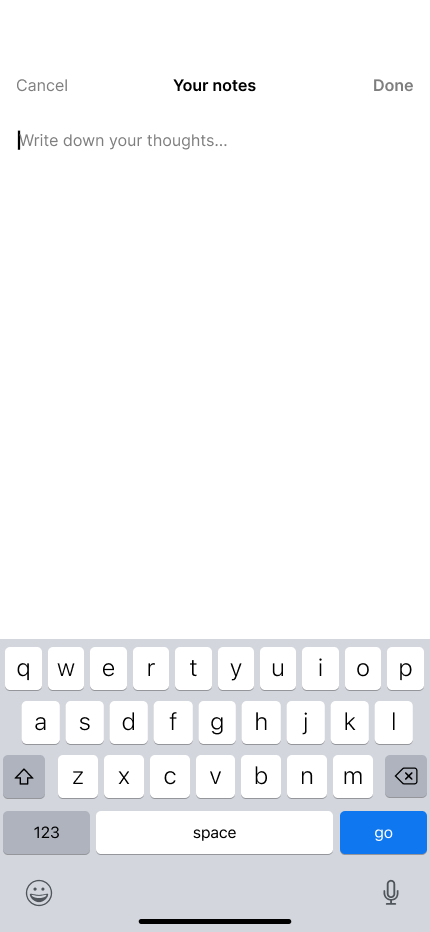 Cancel Your notes Done
Write down your thoughts...
q w e r t y u i o p
a s d f g h j k l
z x c v b n m
123 space go